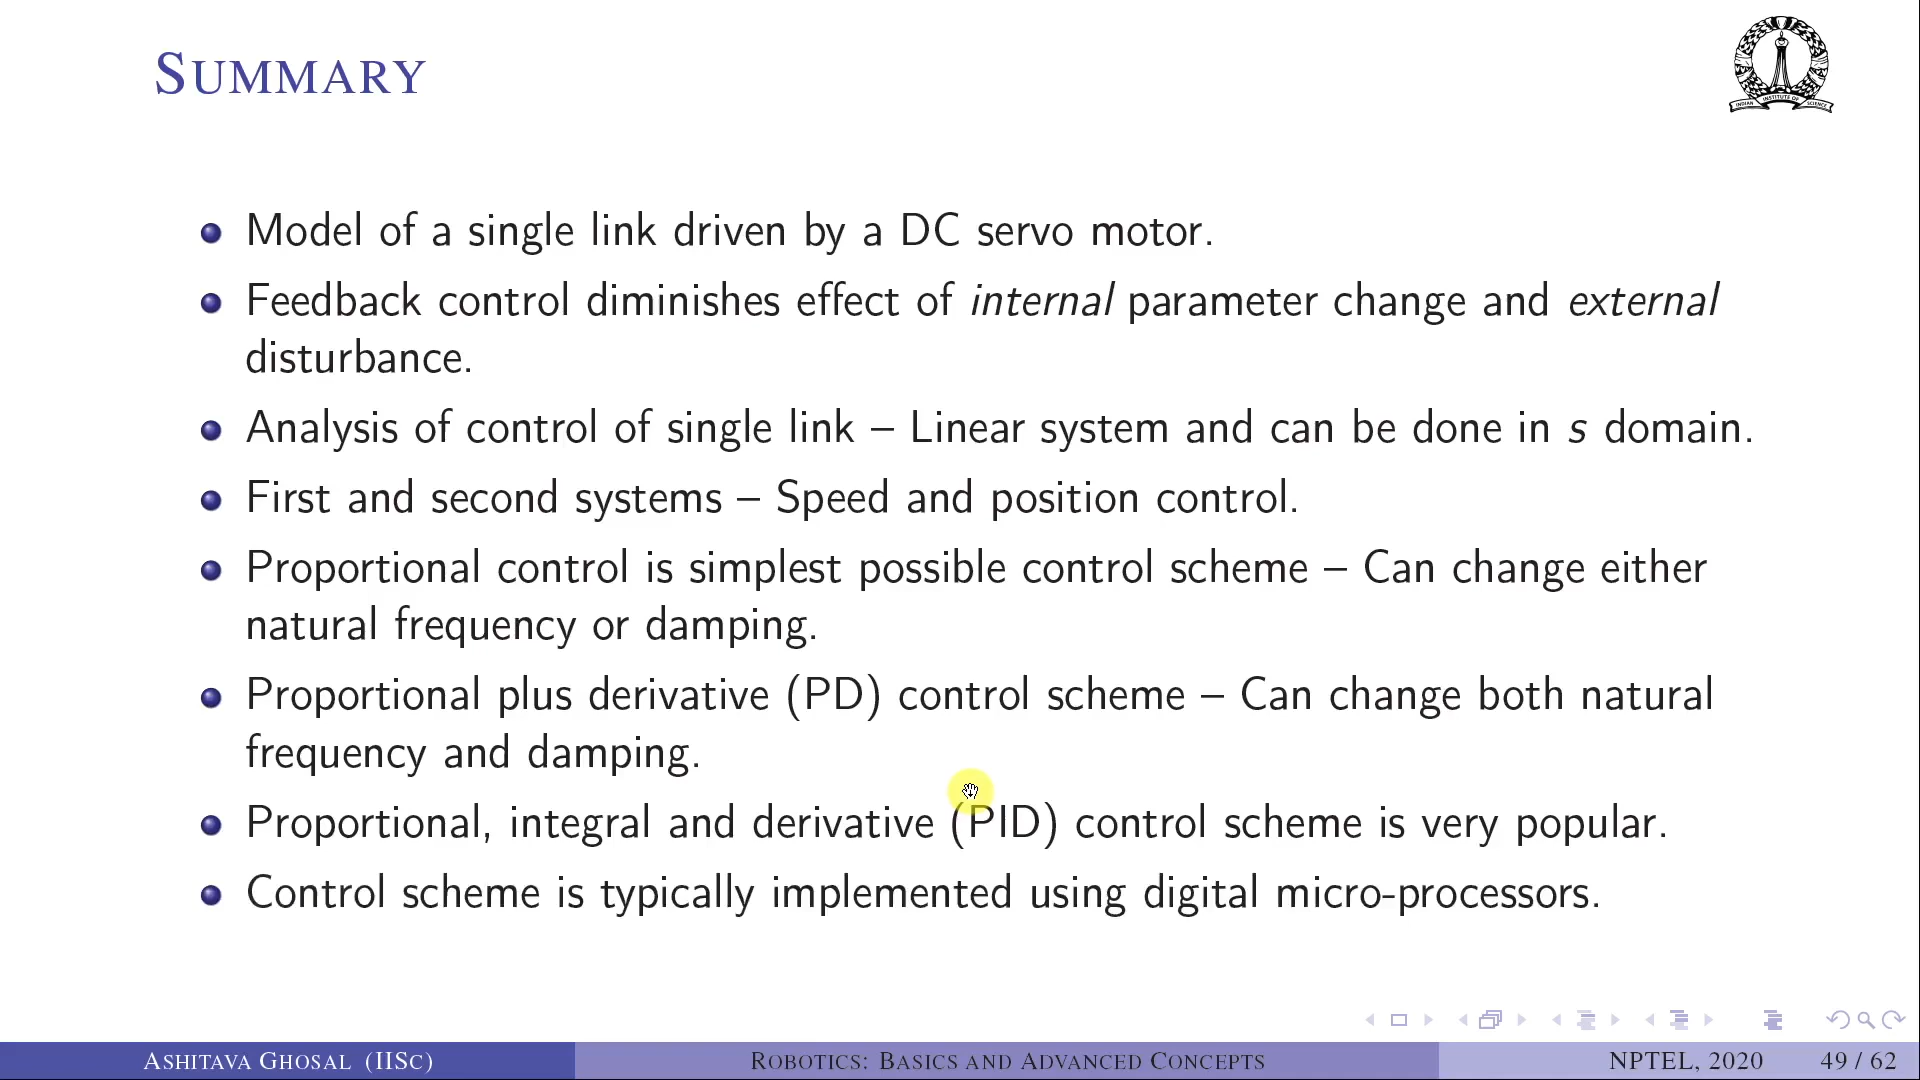 SUMMARY
INDIAN INSTITUTE OF SCIENCE
Model of a single link driven by a DC servo motor.
Feedback control diminishes effect of internal parameter change and external
disturbance.
Analysis of control of single link – Linear system and can be done in s domain.
First and second systems – Speed and position control.
Proportional control is simplest possible control scheme – Can change either
natural frequency or damping.
Proportional plus derivative (PD) control scheme – Can change both natural
frequency and damping.
Proportional, integral and derivative (PID) control scheme is very popular.
Control scheme is typically implemented using digital micro-processors.
ASHITAVA GHOSAL (IISC) ROBOTICS: BASICS AND ADVANCED CONCEPTS NPTEL, 2020 49 / 62